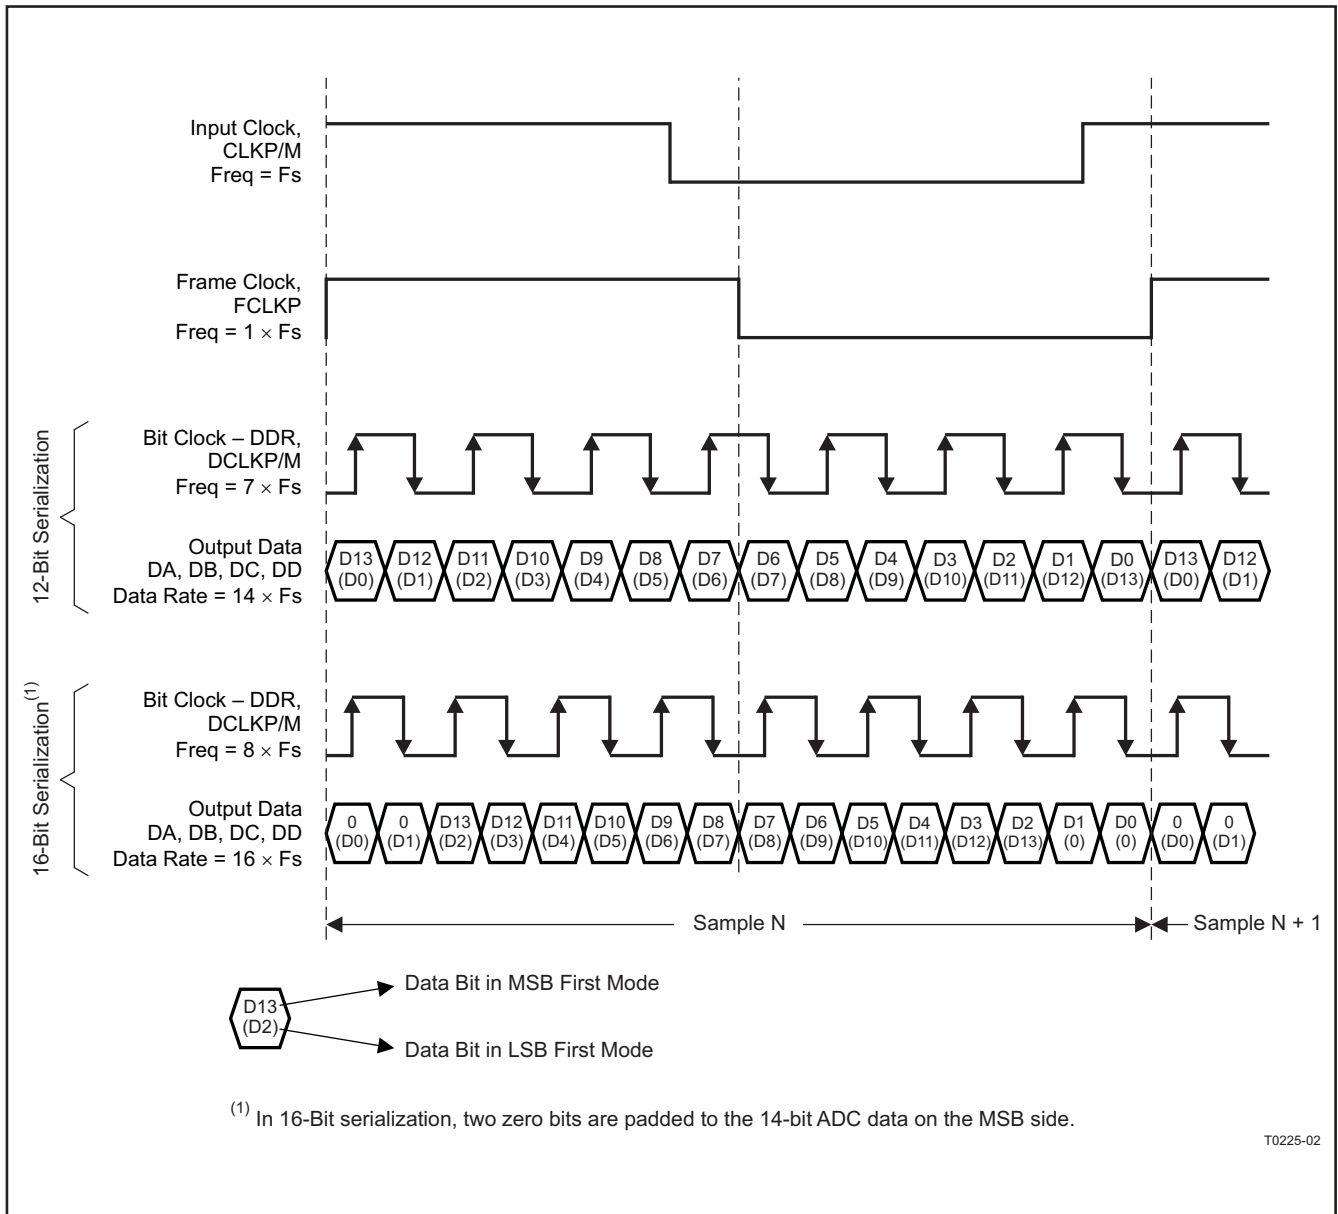 Input Clock,
CLKP/M
Freq = Fs
Frame Clock,
FCLKP
Freq = 1 × Fs
12-Bit Serialization
Bit Clock – DDR,
DCLKP/M
Freq = 7 × Fs
Output Data
DA, DB, DC, DD
Data Rate = 14 × Fs
D13 D12 D11 D10 D9 D8 D7 D6 D5 D4 D3 D2 D1 D0 D13 D12
(D0) (D1) (D2) (D3) (D4) (D5) (D6) (D7) (D8) (D9) (D10) (D11) (D12) (D13) (D0) (D1)
16-Bit Serialization(1)
Bit Clock – DDR,
DCLKP/M
Freq = 8 × Fs
Output Data
DA, DB, DC, DD
Data Rate = 16 × Fs
0 0 D13 D12 D11 D10 D9 D8 D7 D6 D5 D4 D3 D2 D1 D0 0 0
(D0) (D1) (D2) (D3) (D4) (D5) (D6) (D7) (D8) (D9) (D10) (D11) (D12) (D13) (0) (0) (D0) (D1)
Sample N
Sample N + 1
D13
(D2)
Data Bit in MSB First Mode
Data Bit in LSB First Mode
(1) In 16-Bit serialization, two zero bits are padded to the 14-bit ADC data on the MSB side.
T0225-02